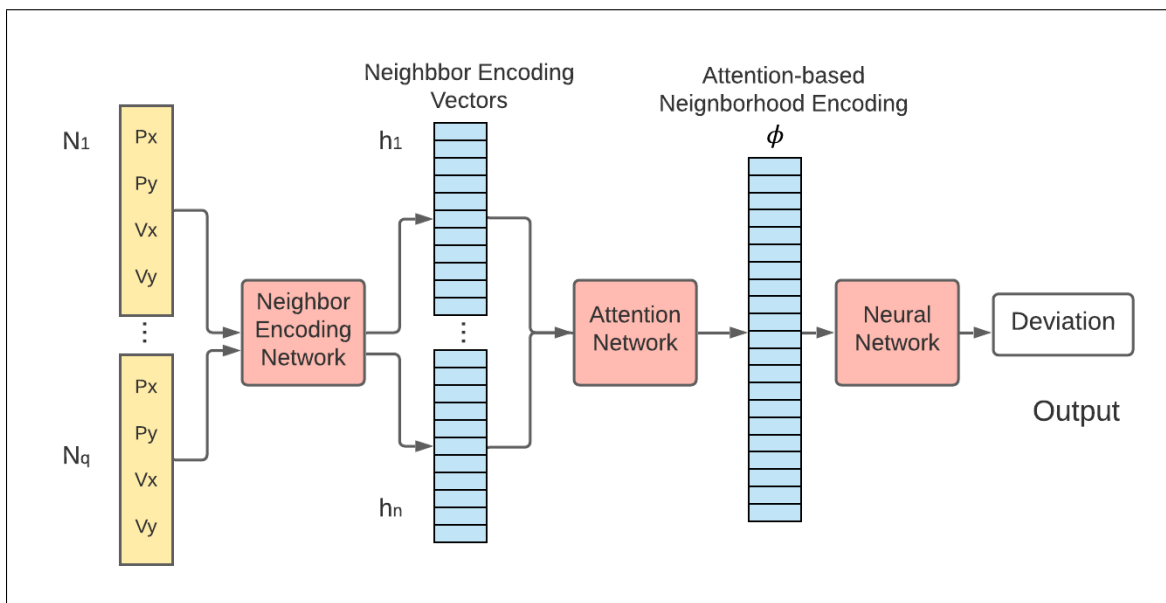 N1
Px
Py
Vx
Vy
⋮
Nq
Px
Py
Vx
Vy
Neighbor
Encoding
Network
Neighbbor Encoding
Vectors
h1
⋮
hn
Attention
Network
Attention-based
Neignborhood Encoding
ϕ
Neural
Network
Deviation
Output